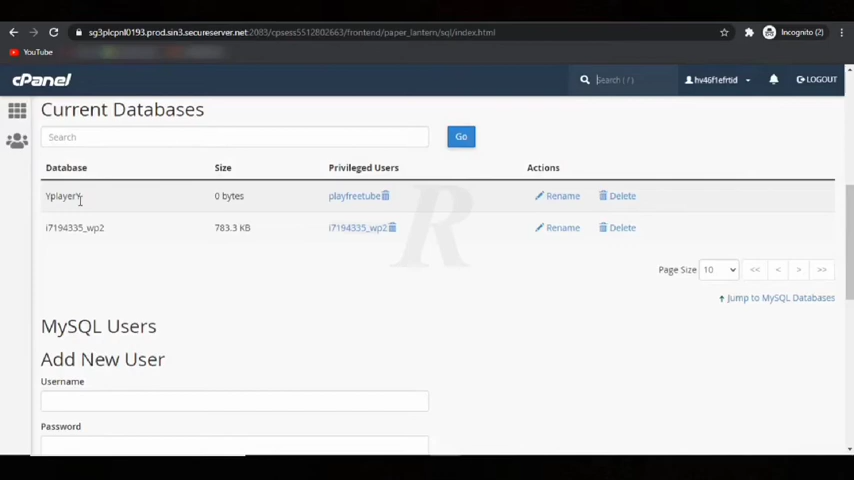 sg3plcpnl0193.prod.sin3.secureserver.net:2083/cpsess5512802663/frontend/paper_lantern/sql/index.html
Incognito (2)
YouTube
cPanel
Search ( / )
hv46f1efrtid
LOGOUT
Current Databases
Search
Go
Database Size Privileged Users Actions
YplayerY 0 bytes playfreetube Rename Delete
i7194335_wp2 783.3 KB i7194335_wp2 Rename Delete
R
Page Size 10 << < > >>
Jump to MySQL Databases
MySQL Users
Add New User
Username
Password